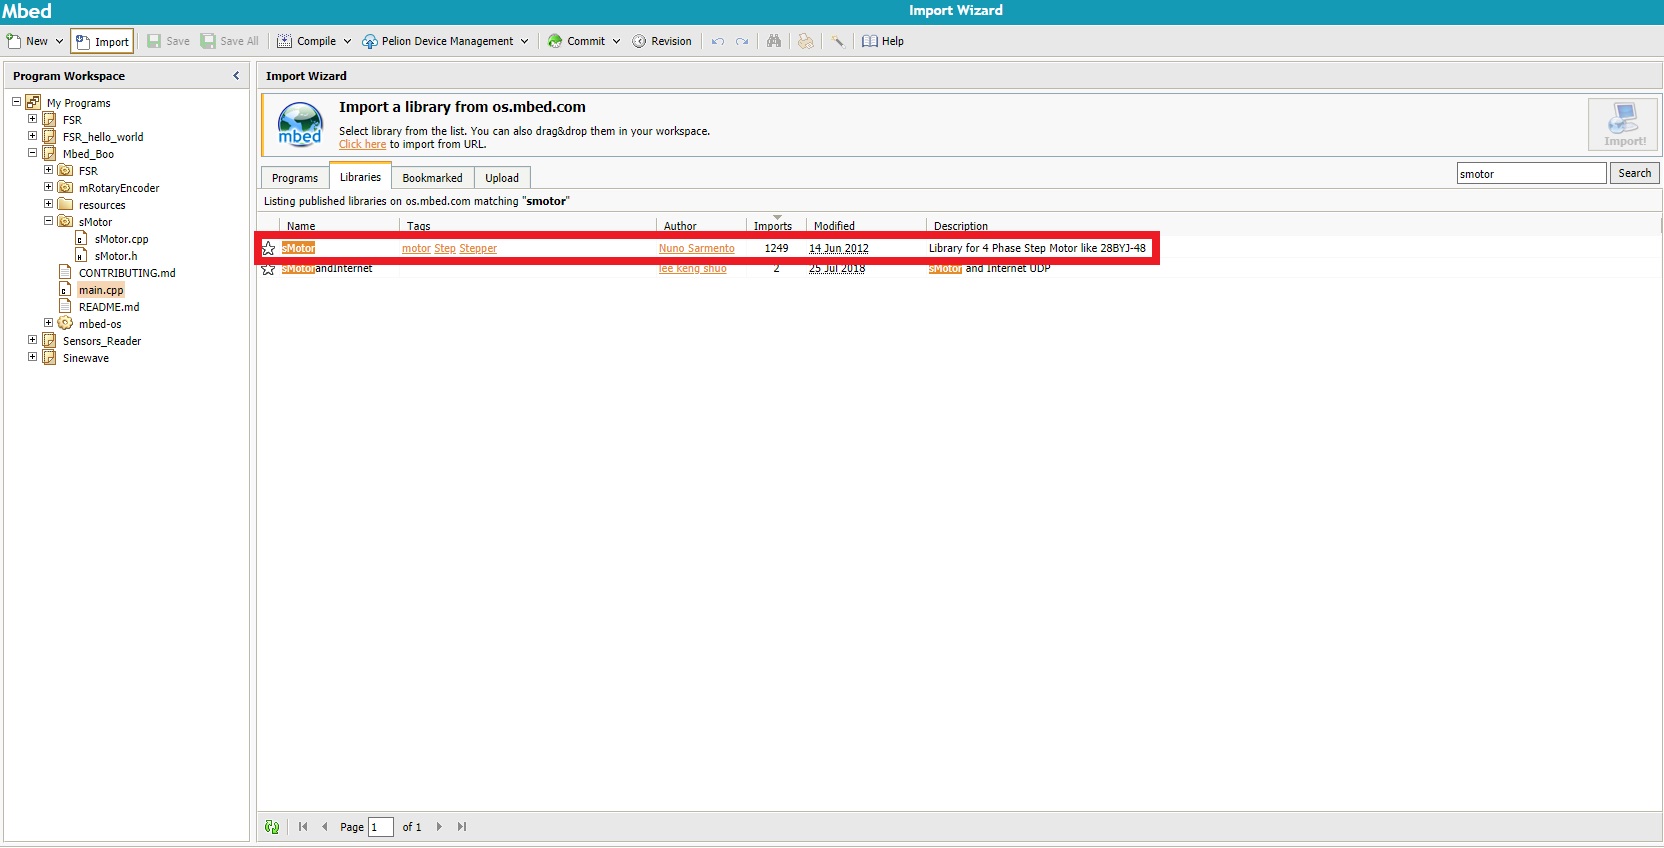 Mbed
Import Wizard
New Import Save Save All Compile Pelion Device Management Commit Revision Help
Program Workspace
My Programs
FSR
FSR_hello_world
Mbed_Boo
FSR
mRotaryEncoder
resources
sMotor
sMotor.cpp
sMotor.h
CONTRIBUTING.md
main.cpp
README.md
mbed-os
Sensors_Reader
Sinewave
Import Wizard
mbed
Import a library from os.mbed.com
Select library from the list. You can also drag&drop them in your workspace.
Click here to import from URL.
Import!
Programs Libraries Bookmarked Upload
smotor Search
Listing published libraries on os.mbed.com matching "smotor"
Name Tags Author Imports Modified Description
sMotor motor Step Stepper Nuno Sarmento 1249 14 Jun 2012 Library for 4 Phase Step Motor like 28BYJ-48
sMotorandInternet lee keng shuo 2 25 Jul 2018 sMotor and Internet UDP
Page 1 of 1